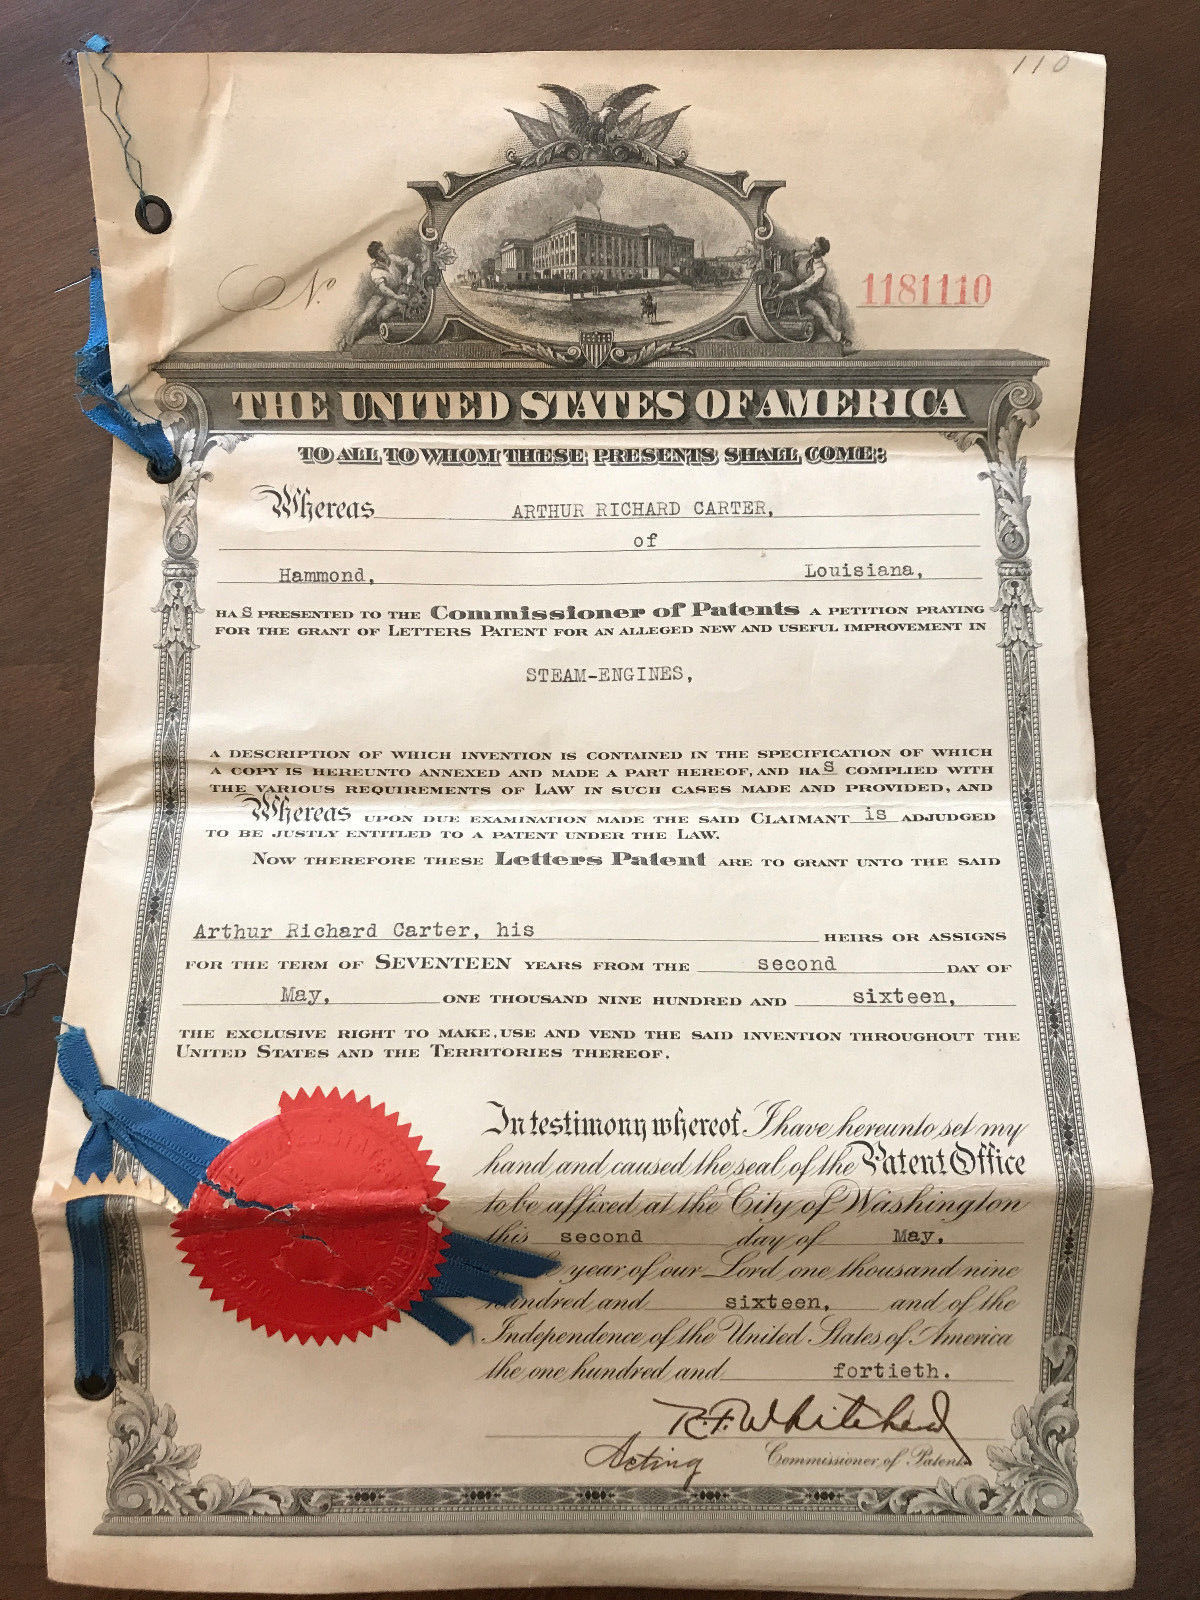 110
No.
1181110
THE UNITED STATES OF AMERICA
TO ALL TO WHOM THESE PRESENTS SHALL COME:
Whereas ARTHUR RICHARD CARTER,
of
Hammond, Louisiana,
HAS PRESENTED TO THE Commissioner of Patents A PETITION PRAYING
FOR THE GRANT OF LETTERS PATENT FOR AN ALLEGED NEW AND USEFUL IMPROVEMENT IN
STEAM-ENGINES,
A DESCRIPTION OF WHICH INVENTION IS CONTAINED IN THE SPECIFICATION OF WHICH
A COPY IS HEREUNTO ANNEXED AND MADE A PART HEREOF, AND HAS COMPLIED WITH
THE VARIOUS REQUIREMENTS OF LAW IN SUCH CASES MADE AND PROVIDED, AND
Whereas UPON DUE EXAMINATION MADE THE SAID CLAIMANT is ADJUDGED
TO BE JUSTLY ENTITLED TO A PATENT UNDER THE LAW.
NOW THEREFORE THESE Letters Patent ARE TO GRANT UNTO THE SAID
Arthur Richard Carter, his HEIRS OR ASSIGNS
FOR THE TERM OF SEVENTEEN YEARS FROM THE second DAY OF
May, ONE THOUSAND NINE HUNDRED AND sixteen,
THE EXCLUSIVE RIGHT TO MAKE, USE AND VEND THE SAID INVENTION THROUGHOUT THE
UNITED STATES AND THE TERRITORIES THEREOF.
In testimony whereof I have hereunto set my
hand and caused the seal of the Patent Office
to be affixed at the City of Washington
this second day of May,
year of our Lord one thousand nine
hundred and sixteen, and of the
Independence of the United States of America
the one hundred and fortieth.
R.F. Whitehead
Acting Commissioner of Patents.